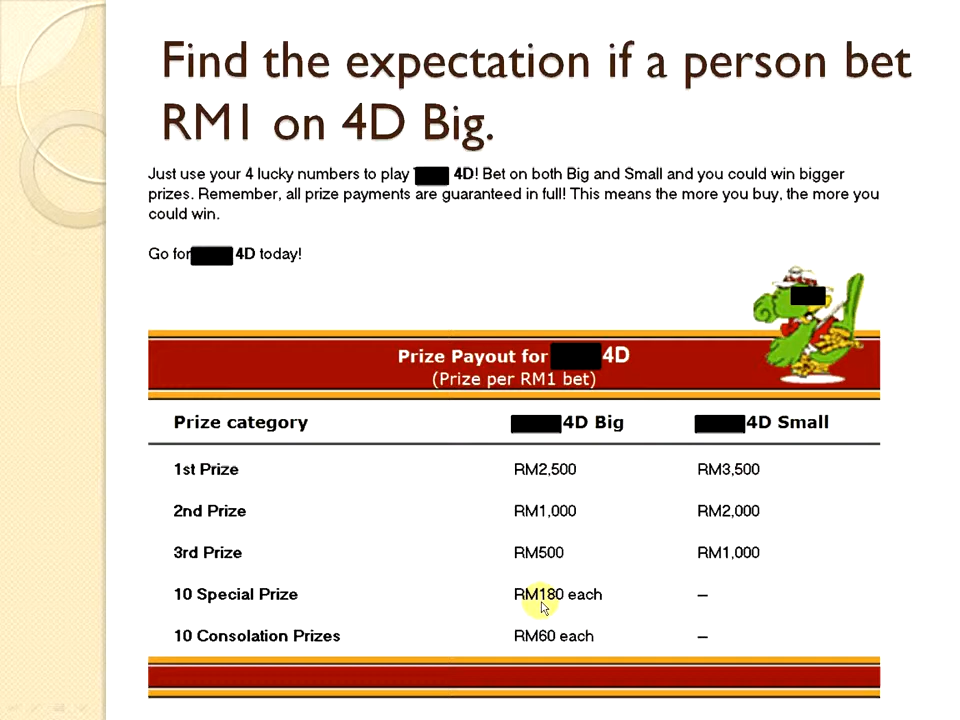 Find the expectation if a person bet
RM1 on 4D Big.
Just use your 4 lucky numbers to play 4D! Bet on both Big and Small and you could win bigger
prizes. Remember, all prize payments are guaranteed in full! This means the more you buy, the more you
could win.
Go for 4D today!
Prize Payout for 4D
(Prize per RM1 bet)
Prize category 4D Big 4D Small
1st Prize RM2,500 RM3,500
2nd Prize RM1,000 RM2,000
3rd Prize RM500 RM1,000
10 Special Prize RM180 each –
10 Consolation Prizes RM60 each –